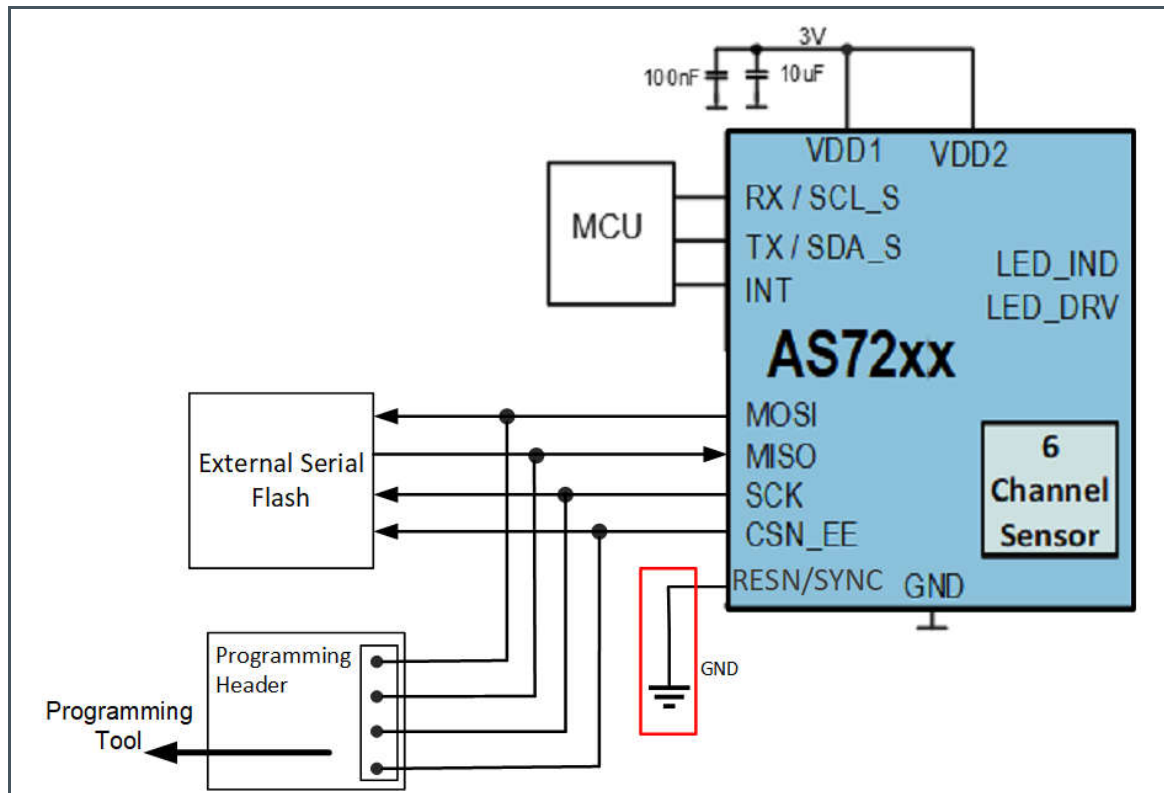 3V
100nF
10uF
VDD1
VDD2
MCU
RX / SCL_S
TX / SDA_S
INT
LED_IND
LED_DRV
AS72xx
External Serial
Flash
MOSI
MISO
SCK
CSN_EE
RESN/SYNC
GND
6
Channel
Sensor
GND
Programming
Header
Programming
Tool